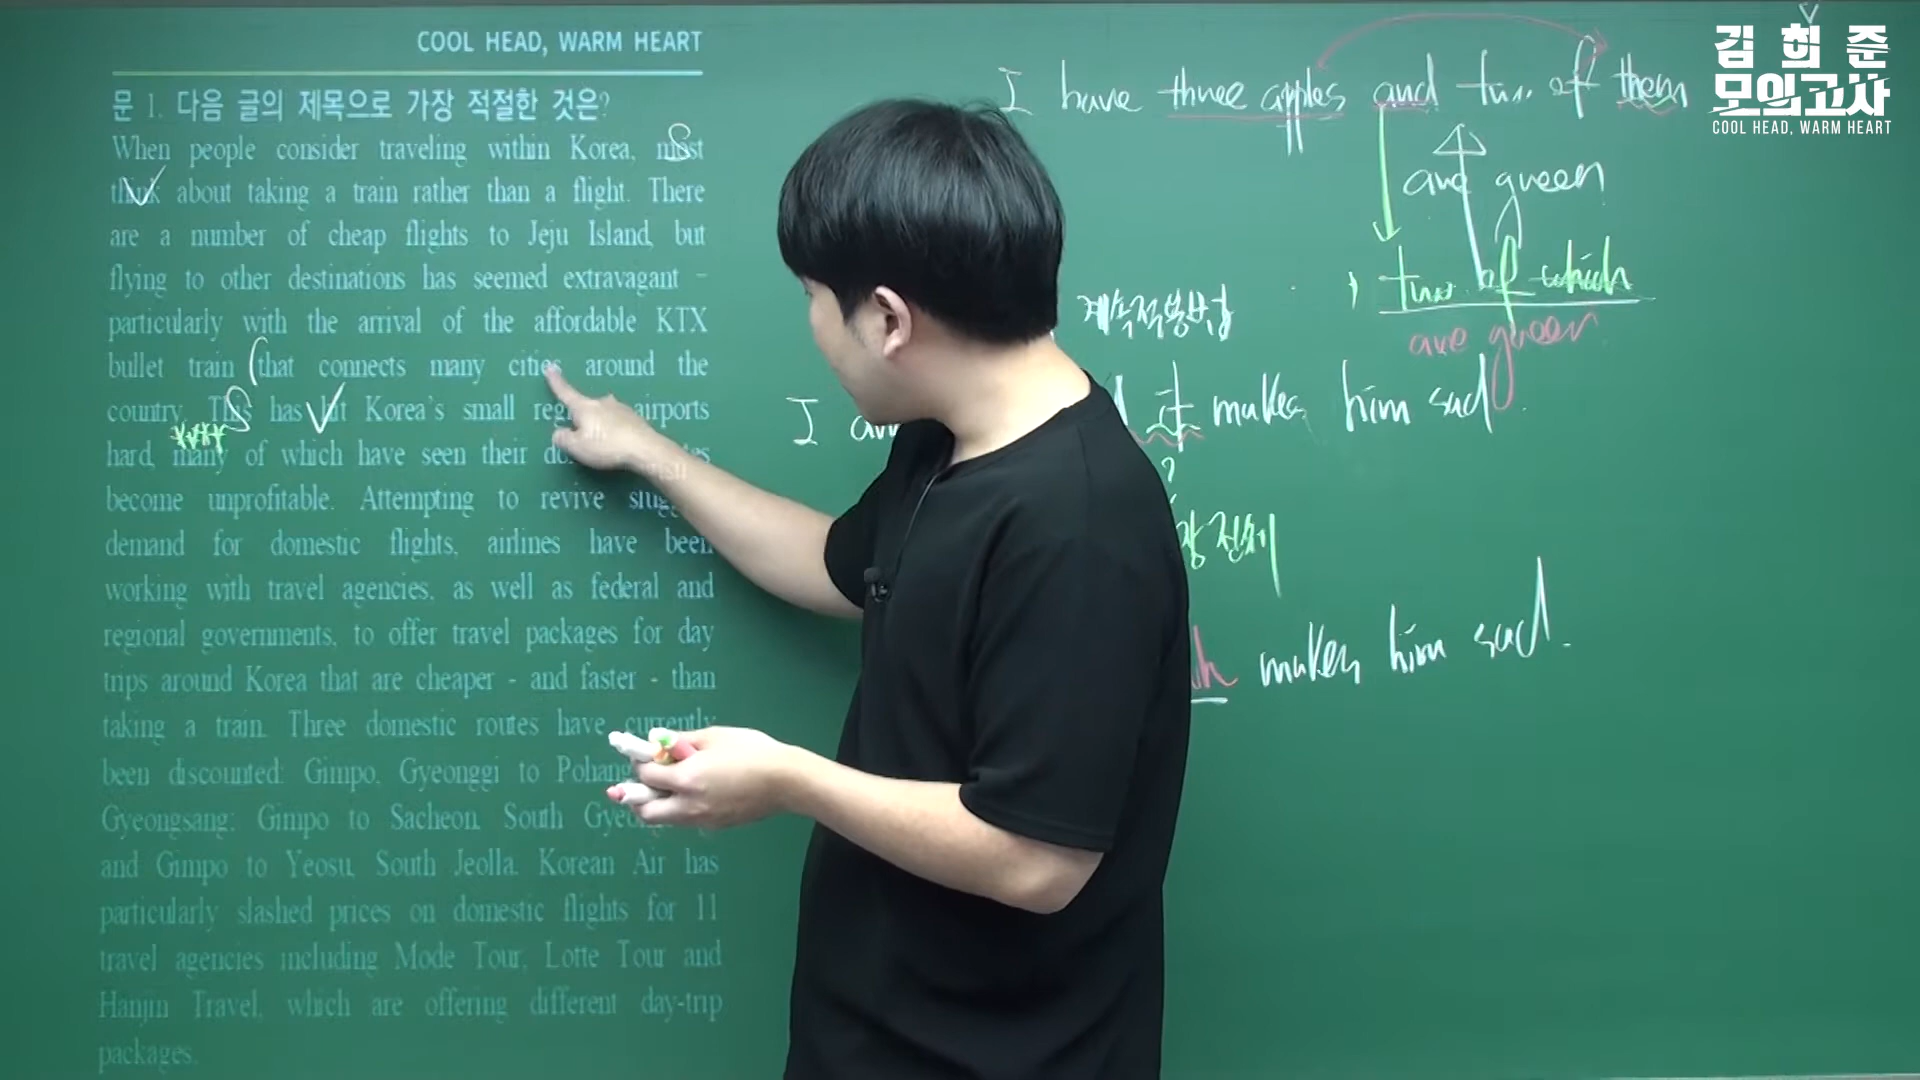 COOL HEAD, WARM HEART
문 1. 다음 글의 제목으로 가장 적절한 것은?
When people consider traveling within Korea, most
think about taking a train rather than a flight. There
are a number of cheap flights to Jeju Island, but
flying to other destinations has seemed extravagant -
particularly with the arrival of the affordable KTX
bullet train that connects many cities around the
country. This has hit Korea's small airports
hard, many of which have seen their
become unprofitable. Attempting to revive
demand for domestic flights, airlines have been
working with travel agencies, as well as federal and
regional governments, to offer travel packages for day
trips around Korea that are cheaper - and faster - than
taking a train. Three domestic routes have currently
been discounted: Gimpo, Gyeonggi to Pohang
Gyeongsang; Gimpo to Sacheon, South
and Gimpo to Yeosu, South Jeolla. Korean Air has
particularly slashed prices on domestic flights for 11
travel agencies including Mode Tour, Lotte Tour and
Hanjin Travel, which are offering different day-trip
packages.
S
S
I have three apples and two of them
are green
, two of which
are green
계속적용법
I am it makes him sad.
?
makes him sad.
김희준
모의고사
COOL HEAD, WARM HEART